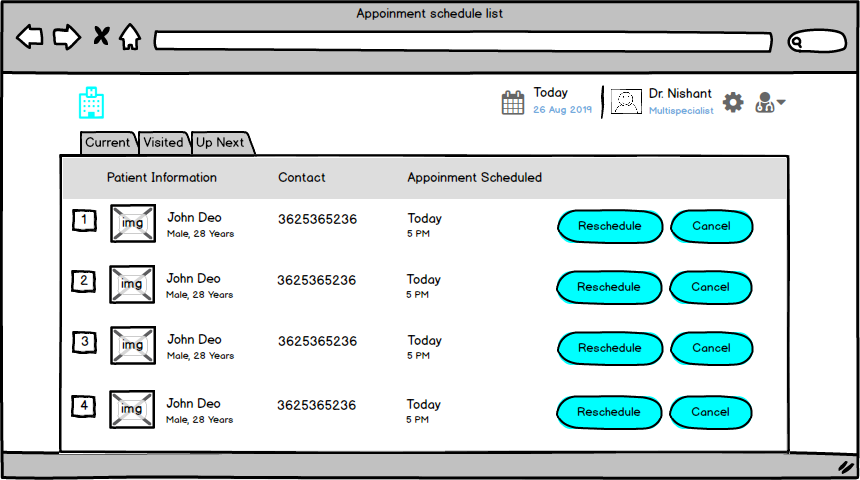 Appoinment schedule list
Today
26 Aug 2019
Dr. Nishant
Multispecialist
Current Visited Up Next
Patient Information Contact Appoinment Scheduled
1 img John Deo 3625365236 Today Reschedule Cancel
Male, 28 Years 5 PM
2 img John Deo 3625365236 Today Reschedule Cancel
Male, 28 Years 5 PM
3 img John Deo 3625365236 Today Reschedule Cancel
Male, 28 Years 5 PM
4 img John Deo 3625365236 Today Reschedule Cancel
Male, 28 Years 5 PM